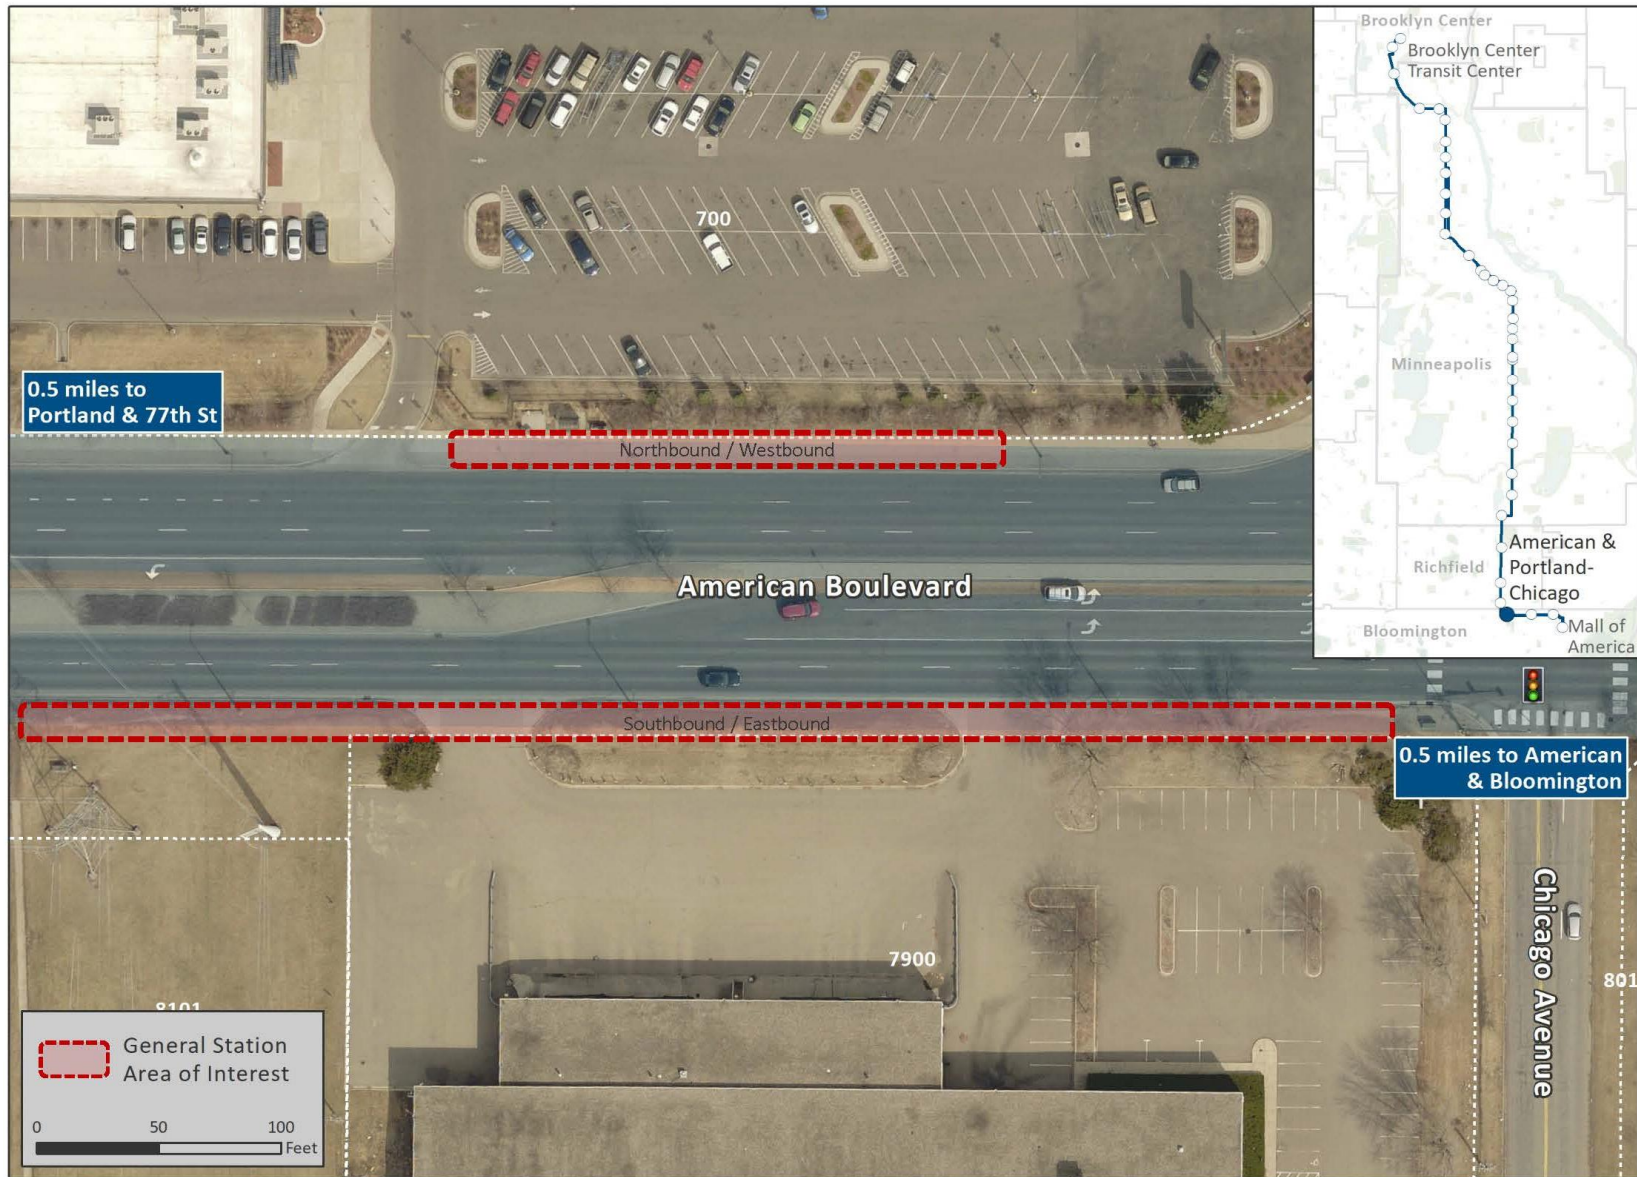 Brooklyn Center
Brooklyn Center
Transit Center
700
Minneapolis
0.5 miles to
Portland & 77th St
Northbound / Westbound
American &
Portland-
Chicago
Richfield
American Boulevard
Bloomington
Mall of
America
Southbound / Eastbound
0.5 miles to American
& Bloomington
7900
Chicago Avenue
801
8101
General Station
Area of Interest
0 50 100
Feet